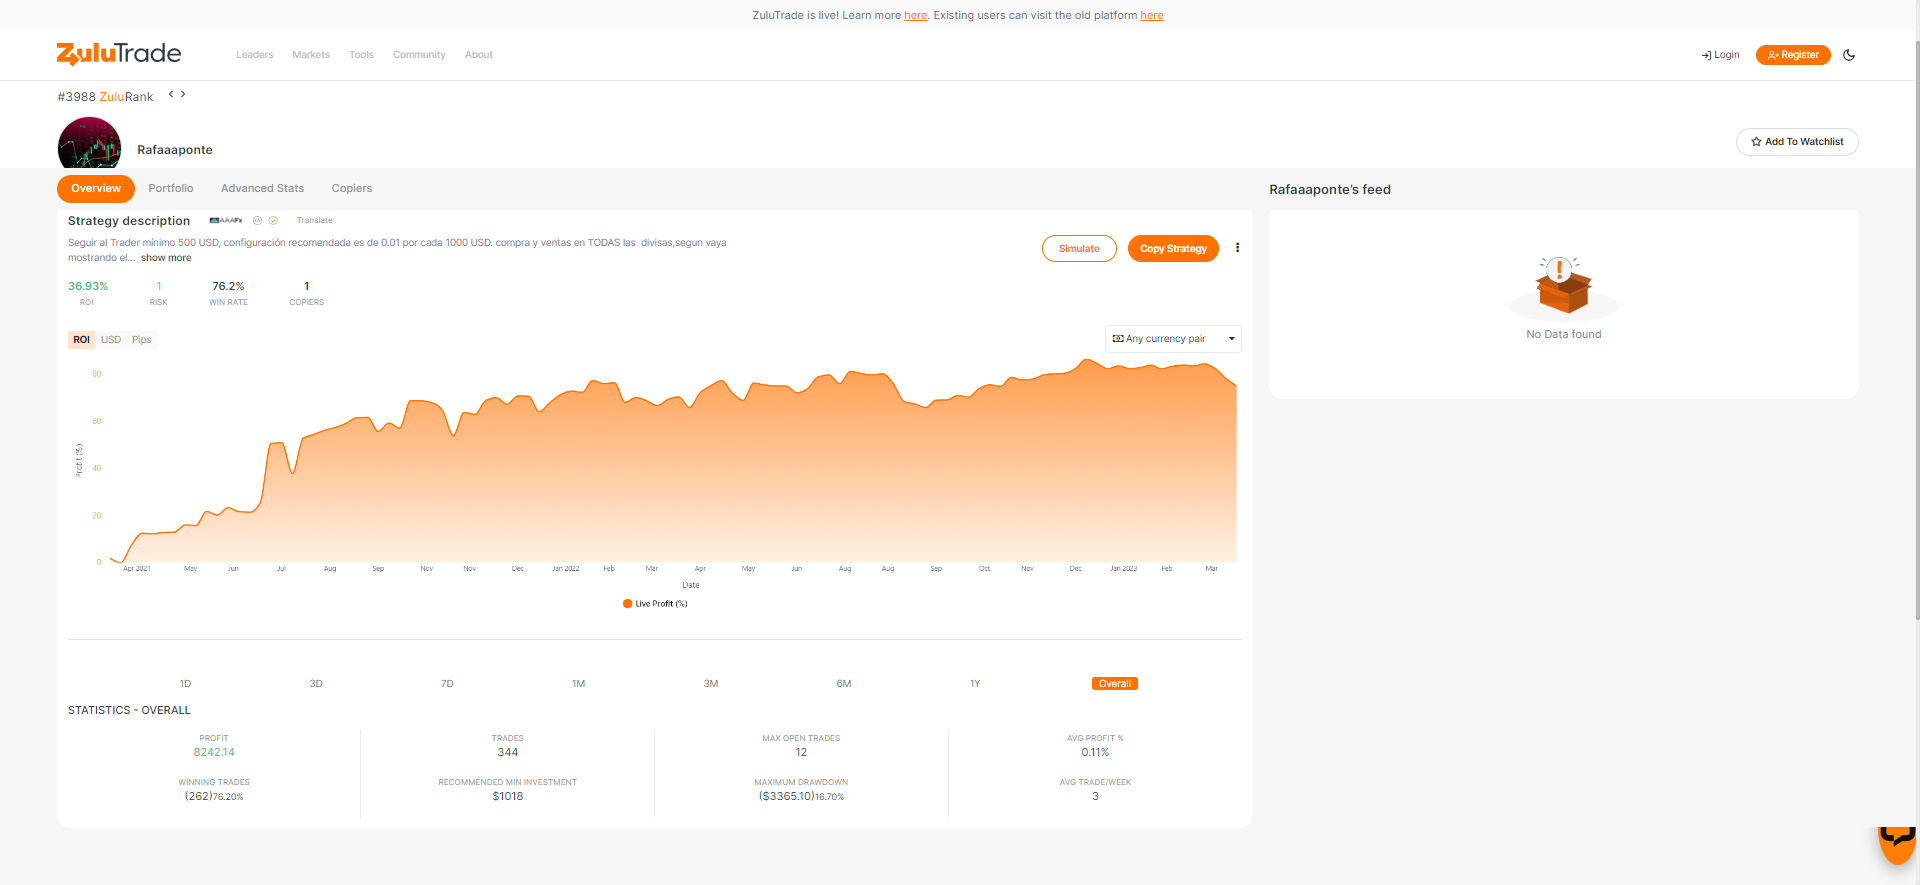 ZuluTrade is live! Learn more here. Existing users can visit the old platform here
ZuluTrade
Leaders Markets Tools Community About
Login Register
#3988 ZuluRank
Rafaaaponte
Add To Watchlist
Overview Portfolio Advanced Stats Copiers
Rafaaaponte's feed
Strategy description AAAFx Translate
Seguir al Trader mínimo 500 USD, configuración recomendada es de 0.01 por cada 1000 USD. compra y ventas en TODAS las divisas,segun vaya
mostrando el... show more
Simulate Copy Strategy
36.93% 1 76.2% 1
ROI RISK WIN RATE COPIERS
No Data found
ROI USD Pips
Any currency pair
80
60
40
20
0
Profit (%)
Apr 2021 May Jun Jul Aug Sep Nov Nov Dec Jan 2022 Feb Mar Apr May Jun Aug Aug Sep Oct Nov Dec Jan 2023 Feb Mar
Date
Live Profit (%)
1D 3D 7D 1M 3M 6M 1Y Overall
STATISTICS - OVERALL
PROFIT TRADES MAX OPEN TRADES AVG PROFIT %
8242.14 344 12 0.11%
WINNING TRADES RECOMMENDED MIN INVESTMENT MAXIMUM DRAWDOWN AVG TRADE/WEEK
(262)76.20% $1018 ($3365.10)16.70% 3